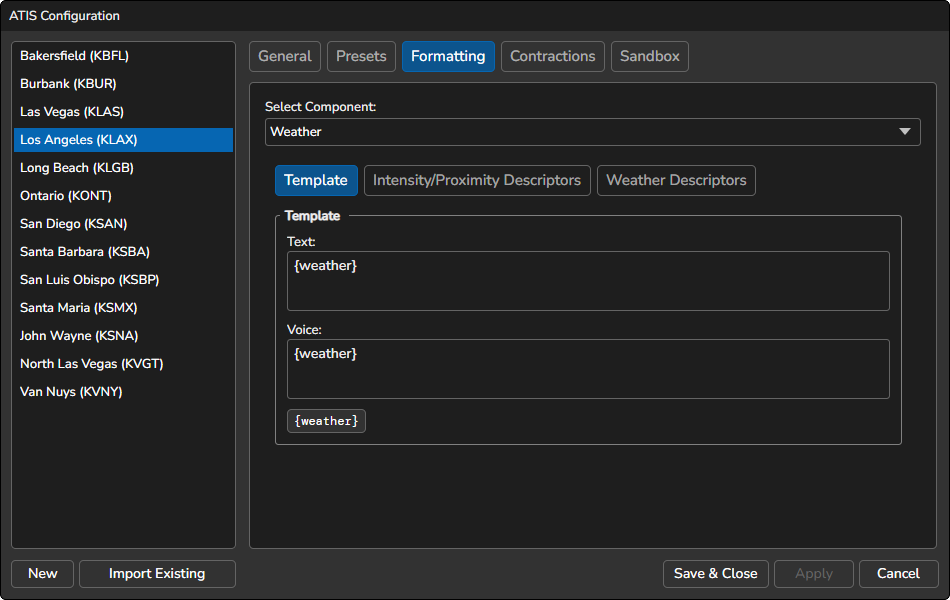 ATIS Configuration
Bakersfield (KBFL)
Burbank (KBUR)
Las Vegas (KLAS)
Los Angeles (KLAX)
Long Beach (KLGB)
Ontario (KONT)
San Diego (KSAN)
Santa Barbara (KSBA)
San Luis Obispo (KSBP)
Santa Maria (KSMX)
John Wayne (KSNA)
North Las Vegas (KVGT)
Van Nuys (KVNY)
New Import Existing
General Presets Formatting Contractions Sandbox
Select Component:
Weather
Template Intensity/Proximity Descriptors Weather Descriptors
Template
Text:
{weather}
Voice:
{weather}
{weather}
Save & Close Apply Cancel